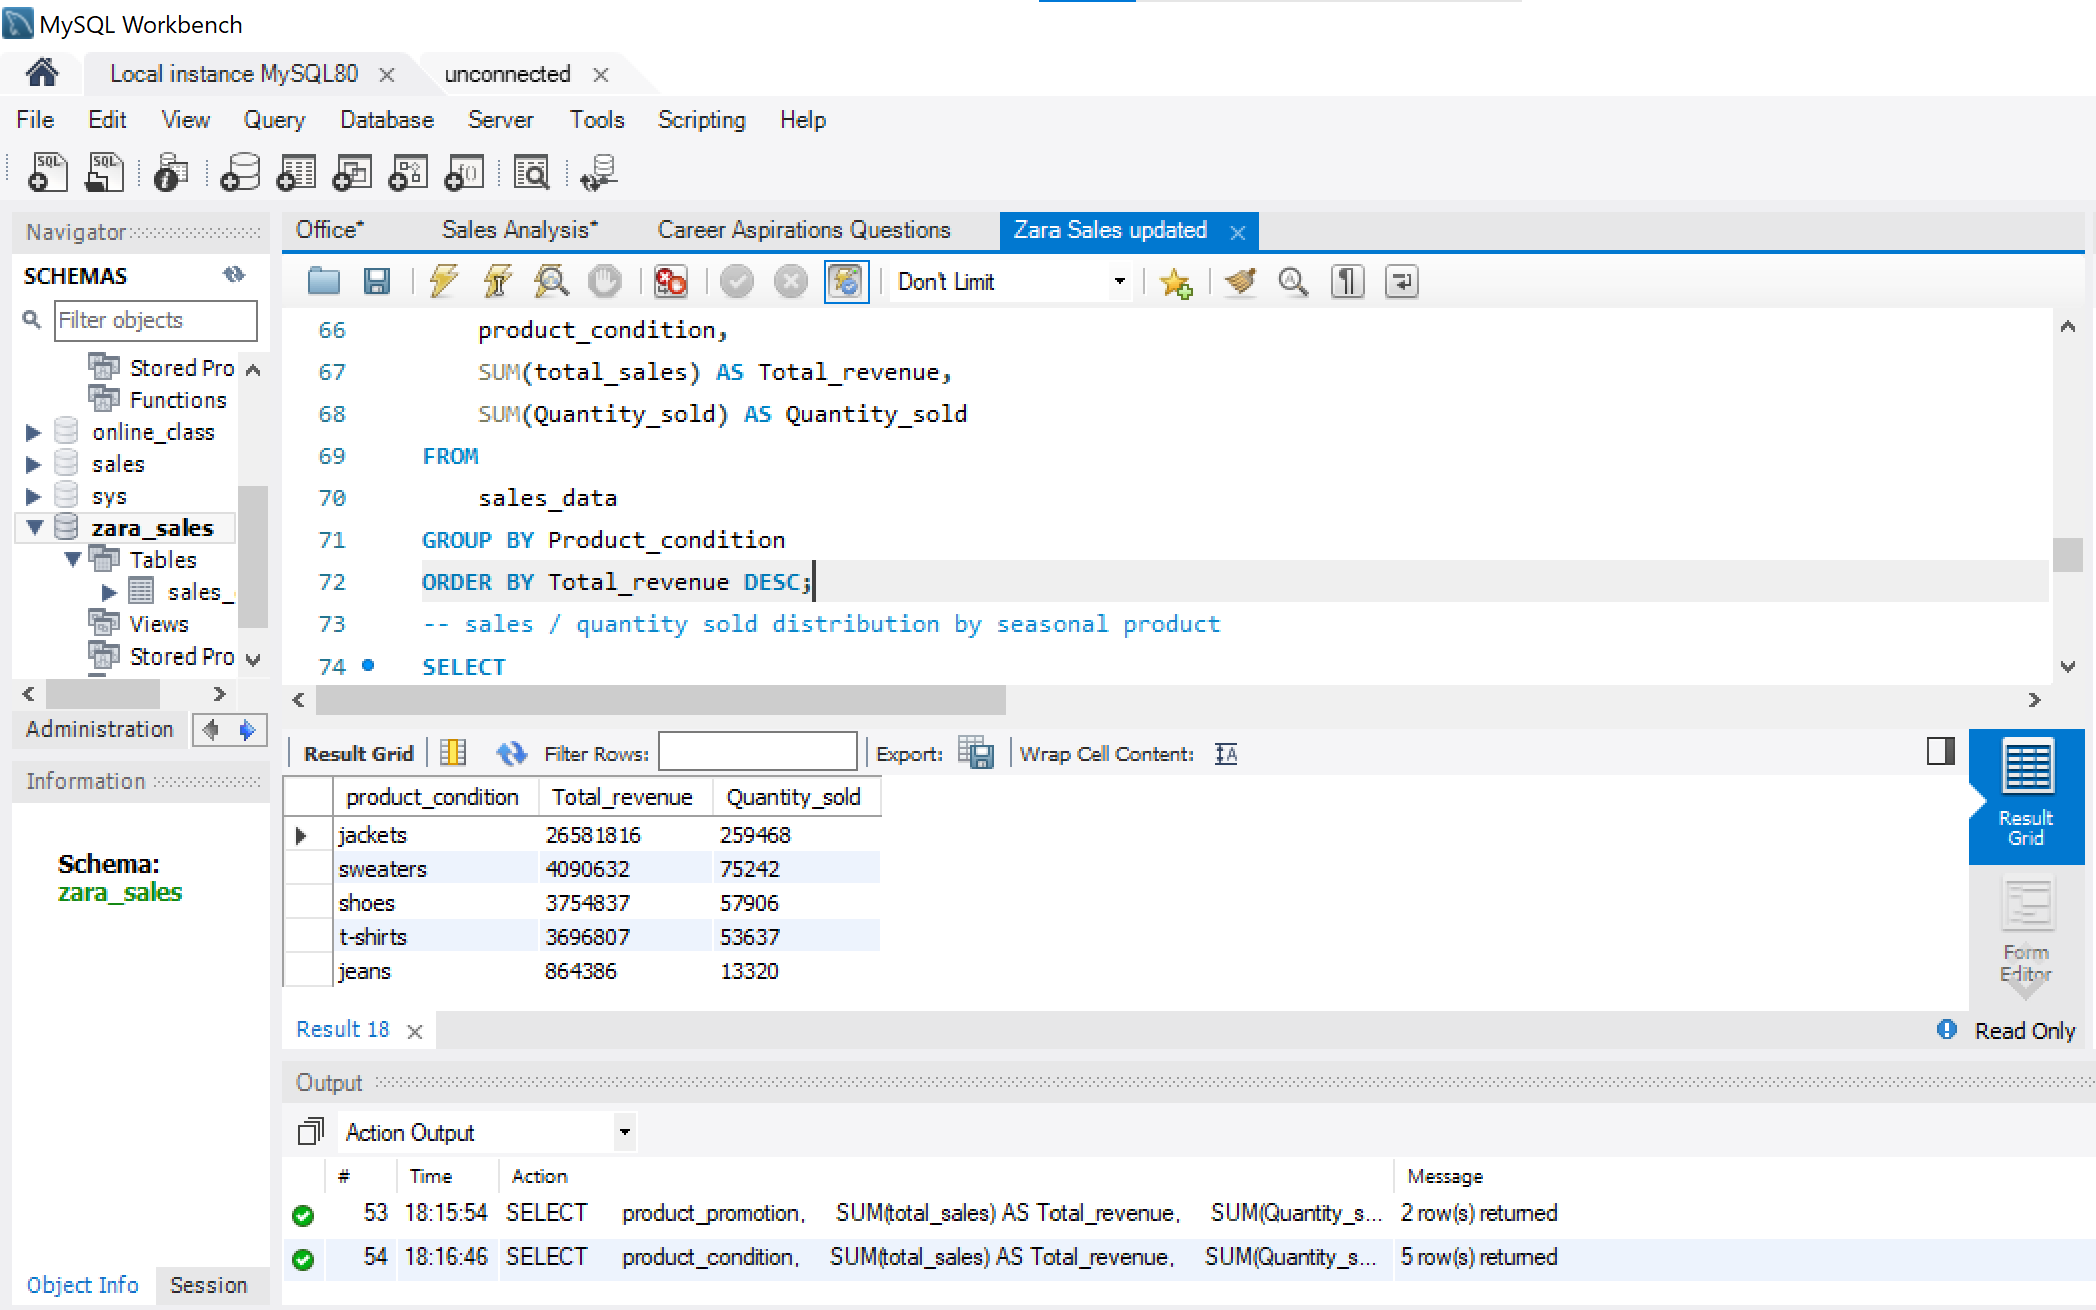 MySQL Workbench
Local instance MySQL80
unconnected
File Edit View Query Database Server Tools Scripting Help
Navigator
SCHEMAS
Filter objects
Stored Pro
Functions
online_class
sales
sys
zara_sales
Tables
sales_
Views
Stored Pro
Administration
Information
Schema:
zara_sales
Object Info Session
Office* Sales Analysis* Career Aspirations Questions Zara Sales updated
Don't Limit
66 product_condition,
67 SUM(total_sales) AS Total_revenue,
68 SUM(Quantity_sold) AS Quantity_sold
69 FROM
70 sales_data
71 GROUP BY Product_condition
72 ORDER BY Total_revenue DESC;
73 -- sales / quantity sold distribution by seasonal product
74 SELECT
Result Grid Filter Rows: Export: Wrap Cell Content:
product_condition Total_revenue Quantity_sold
jackets 26581816 259468
sweaters 4090632 75242
shoes 3754837 57906
t-shirts 3696807 53637
jeans 864386 13320
Result
Grid
Form
Editor
Result 18
Read Only
Output
Action Output
# Time Action Message
53 18:15:54 SELECT product_promotion, SUM(total_sales) AS Total_revenue, SUM(Quantity_s... 2 row(s) returned
54 18:16:46 SELECT product_condition, SUM(total_sales) AS Total_revenue, SUM(Quantity_s... 5 row(s) returned